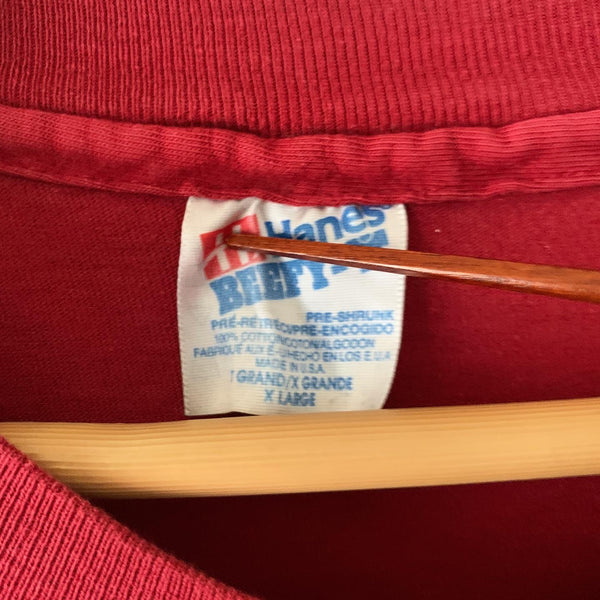 Hanes
BEEFY-T
PRE-SHRUNK
PRÉ-RÉTRÉCI/PRE-ENCOGIDO
100% COTTON/COTON/ALGODON
FABRIQUÉ AUX É-U/HECHO EN LOS E.U.A.
MADE IN U.S.A.
T GRAND/X GRANDE
X LARGE